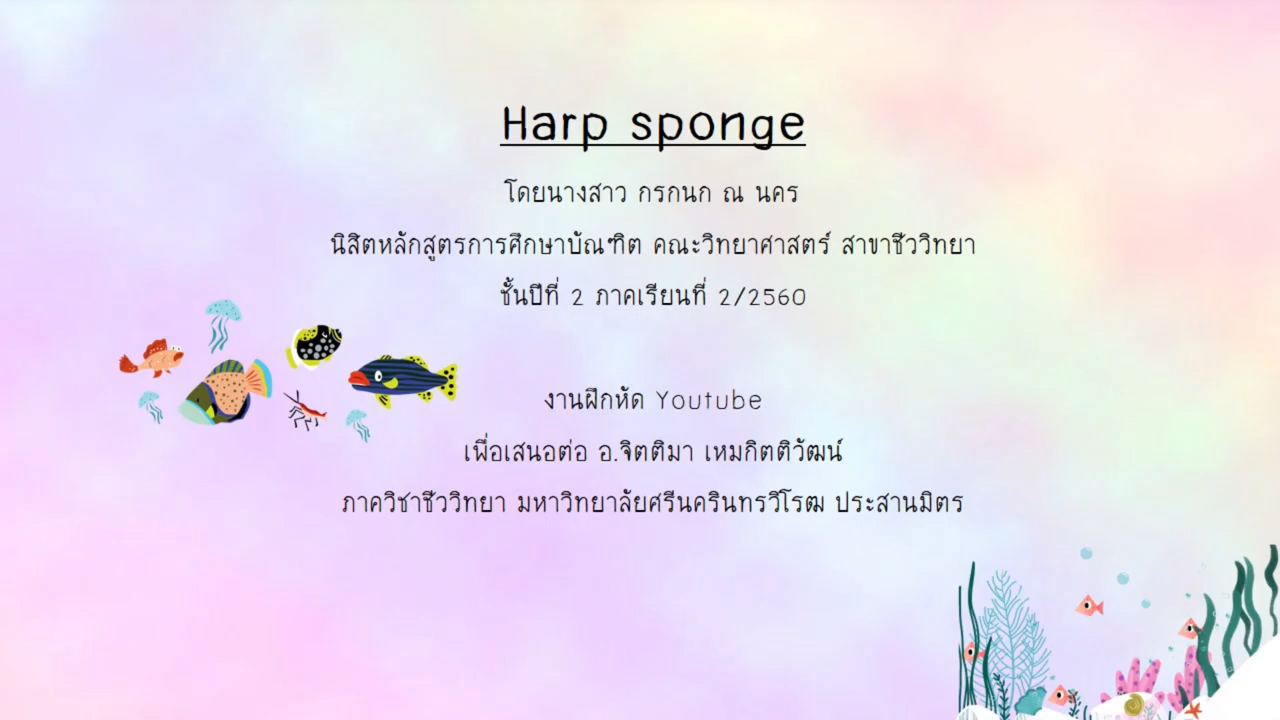 Harp sponge
โดยนางสาว กรกนก ณ นคร
นิสิตหลักสูตรการศึกษาบัณฑิต คณะวิทยาศาสตร์ สาขาชีววิทยา
ชั้นปีที่ 2 ภาคเรียนที่ 2/2560
งานฝึกหัด Youtube
เพื่อเสนอต่อ อ.จิตติมา เหมกิตติวัฒน์
ภาควิชาชีววิทยา มหาวิทยาลัยศรีนครินทรวิโรฒ ประสานมิตร